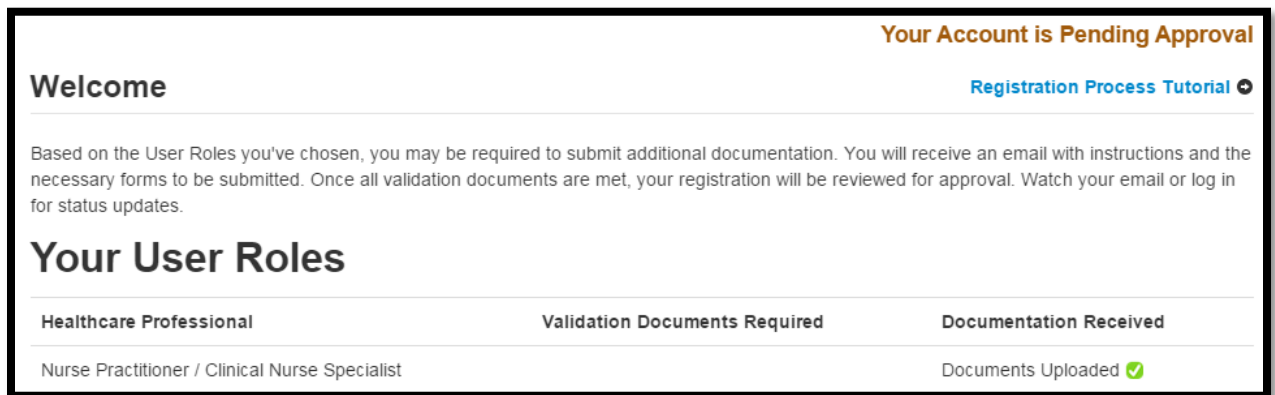 Your Account is Pending Approval
Welcome
Registration Process Tutorial
Based on the User Roles you've chosen, you may be required to submit additional documentation. You will receive an email with instructions and the
necessary forms to be submitted. Once all validation documents are met, your registration will be reviewed for approval. Watch your email or log in
for status updates.
Your User Roles
Healthcare Professional Validation Documents Required Documentation Received
Nurse Practitioner / Clinical Nurse Specialist Documents Uploaded